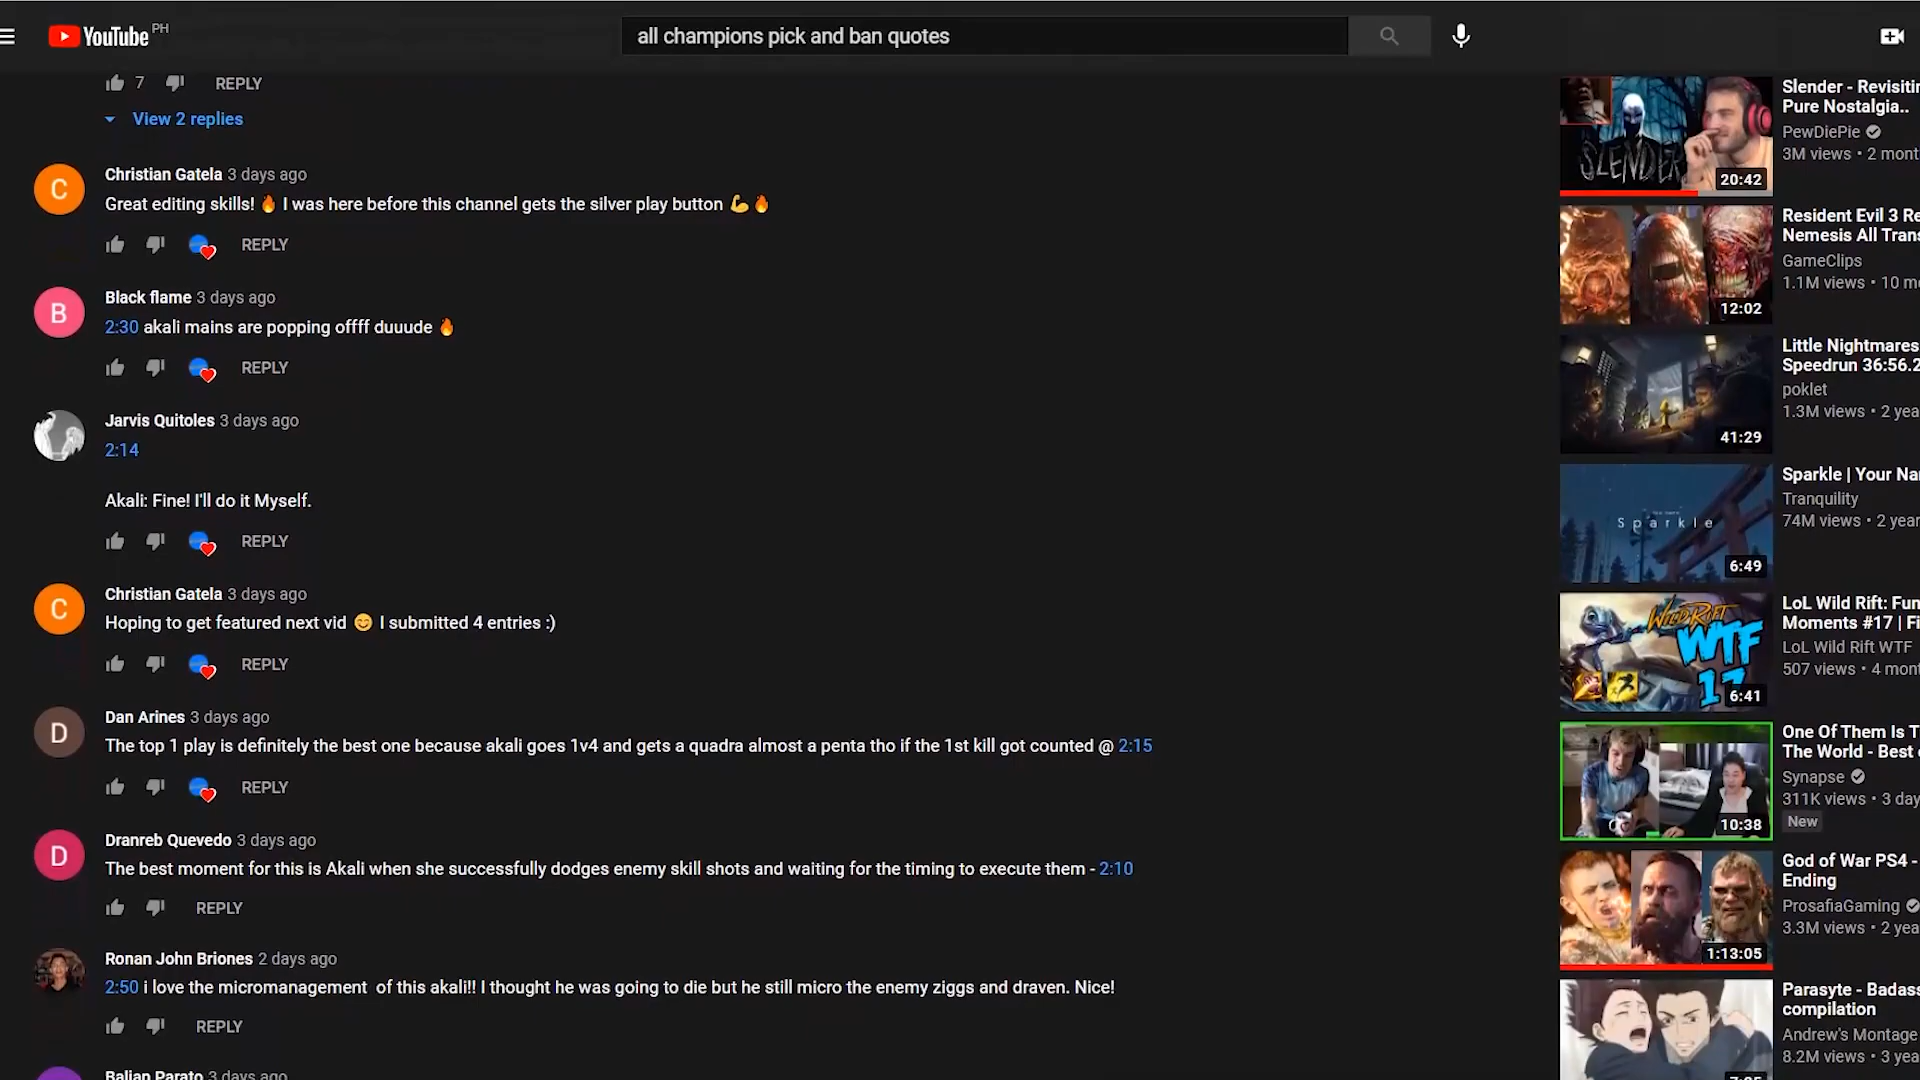 YouTube PH
all champions pick and ban quotes
7 REPLY
View 2 replies
C
Christian Gatela 3 days ago
Great editing skills! 🔥 I was here before this channel gets the silver play button 💪🔥
REPLY
B
Black flame 3 days ago
2:30 akali mains are popping offff duuude 🔥
REPLY
Jarvis Quitoles 3 days ago
2:14
Akali: Fine! I'll do it Myself.
REPLY
C
Christian Gatela 3 days ago
Hoping to get featured next vid 😊 I submitted 4 entries :)
REPLY
D
Dan Arines 3 days ago
The top 1 play is definitely the best one because akali goes 1v4 and gets a quadra almost a penta tho if the 1st kill got counted @ 2:15
REPLY
D
Dranreb Quevedo 3 days ago
The best moment for this is Akali when she successfully dodges enemy skill shots and waiting for the timing to execute them - 2:10
REPLY
Ronan John Briones 2 days ago
2:50 i love the micromanagement  of this akali!! I thought he was going to die but he still micro the enemy ziggs and draven. Nice!
REPLY
Balian Parato 3 days ago
SLENDER
20:42
Slender - Revisitin
Pure Nostalgia..
PewDiePie
3M views • 2 mont
12:02
Resident Evil 3 Re
Nemesis All Trans
GameClips
1.1M views • 10 mo
41:29
Little Nightmares
Speedrun 36:56.2
poklet
1.3M views • 2 yea
Sparkle
6:49
Sparkle | Your Na
Tranquility
74M views • 2 year
WILD RIFT
WTF
17
6:41
LoL Wild Rift: Fun
Moments #17 | Fi
LoL Wild Rift WTF
507 views • 4 mont
10:38
One Of Them Is T
The World - Best
Synapse
311K views • 3 day
New
1:13:05
God of War PS4 -
Ending
ProsafiaGaming
3.3M views • 2 yea
Parasyte - Badass
compilation
Andrew's Montage
8.2M views • 3 yea